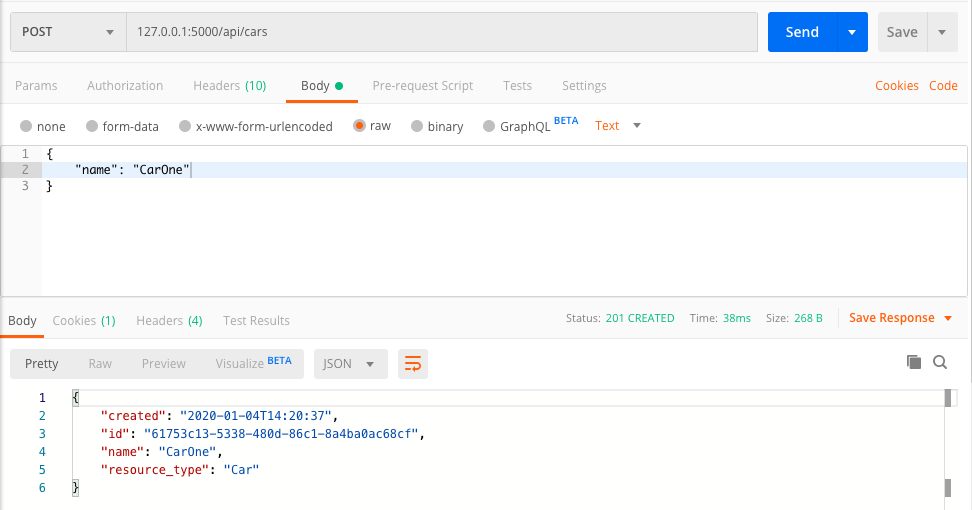 POST 127.0.0.1:5000/api/cars Send Save
Params Authorization Headers (10) Body Pre-request Script Tests Settings Cookies Code
none form-data x-www-form-urlencoded raw binary GraphQL BETA Text
1 {
2 "name": "CarOne"
3 }
Body Cookies (1) Headers (4) Test Results Status: 201 CREATED Time: 38ms Size: 268 B Save Response
Pretty Raw Preview Visualize BETA JSON
1 {
2 "created": "2020-01-04T14:20:37",
3 "id": "61753c13-5338-480d-86c1-8a4ba0ac68cf",
4 "name": "CarOne",
5 "resource_type": "Car"
6 }